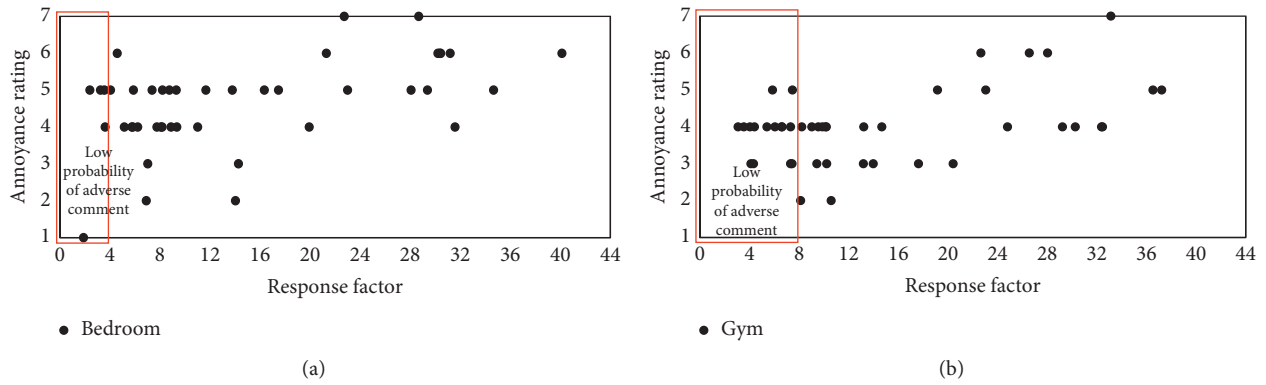 7
6
5
4
3
2
1
Annoyance rating
Low
probability
of adverse
comment
0 4 8 12 16 20 24 28 32 36 40 44
Response factor
Bedroom
(a)
7
6
5
4
3
2
1
Annoyance rating
Low
probability
of adverse
comment
0 4 8 12 16 20 24 28 32 36 40 44
Response factor
Gym
(b)